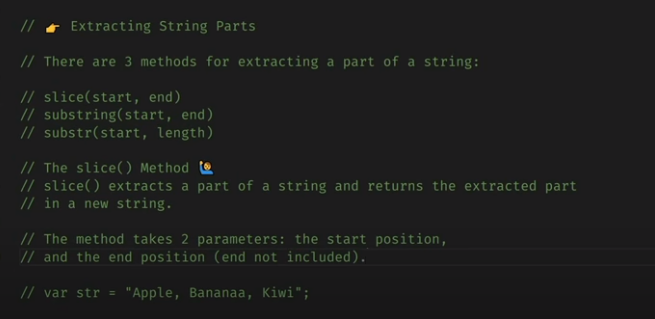 // 👉 Extracting String Parts
// There are 3 methods for extracting a part of a string:
// slice(start, end)
// substring(start, end)
// substr(start, length)
// The slice() Method 🙋
// slice() extracts a part of a string and returns the extracted part
// in a new string.
// The method takes 2 parameters: the start position,
// and the end position (end not included).
// var str = "Apple, Bananaa, Kiwi";